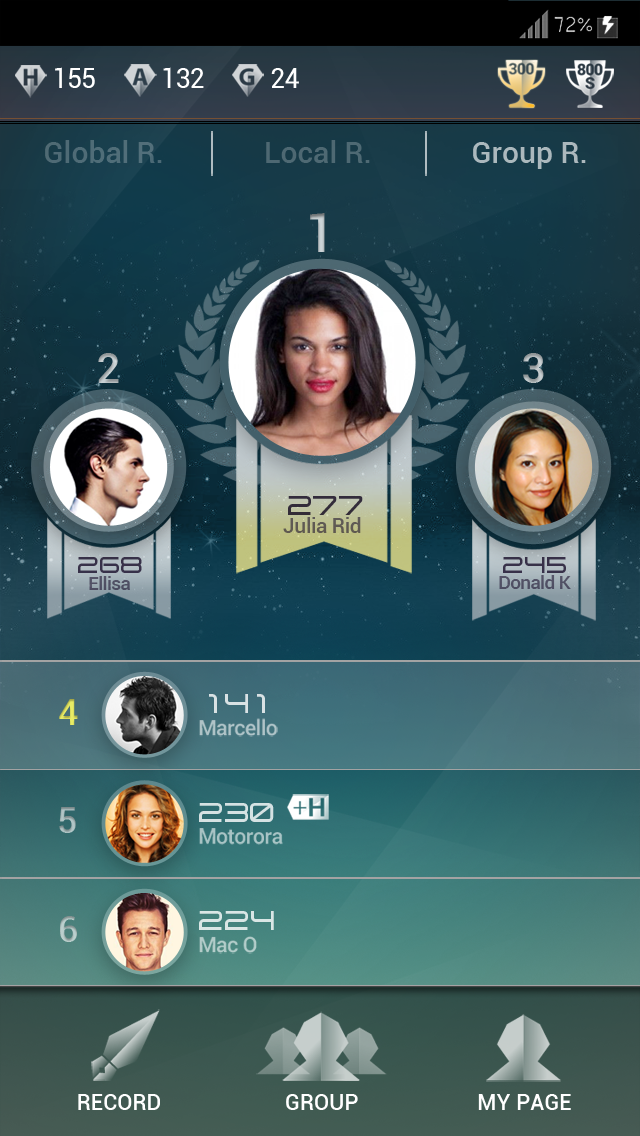 72%
H 155 A 132 G 24 300 800 S
Global R. Local R. Group R.
1
2
3
277
Julia Rid
268
Ellisa
245
Donald K
4
141
Marcello
5
230 +H
Motorora
6
224
Mac O
RECORD GROUP MY PAGE